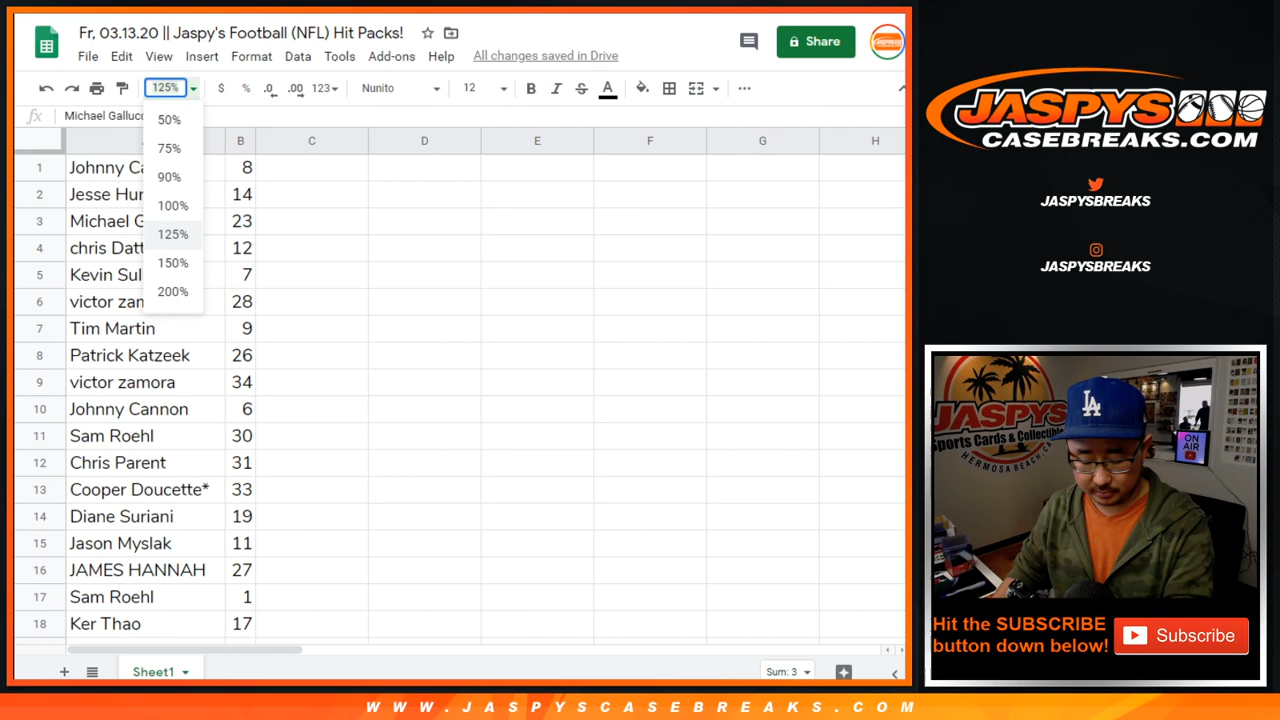 Fr, 03.13.20 || Jaspy's Football (NFL) Hit Packs!
File Edit View Insert Format Data Tools Add-ons Help All changes saved in Drive
Share
125% $ % .0 .00 123 Nunito 12 B I S A
fx Michael Gallucc
50%
75%
90%
100%
125%
150%
200%
B C D E F G H
1 Johnny Ca 8
2 Jesse Hur 14
3 Michael G 23
4 chris Datt 12
5 Kevin Sul 7
6 victor zam 28
7 Tim Martin 9
8 Patrick Katzeek 26
9 victor zamora 34
10 Johnny Cannon 6
11 Sam Roehl 30
12 Chris Parent 31
13 Cooper Doucette* 33
14 Diane Suriani 19
15 Jason Myslak 11
16 JAMES HANNAH 27
17 Sam Roehl 1
18 Ker Thao 17
Sheet1
Sum: 3
JASPYS
CASEBREAKS.COM
JASPYSBREAKS
JASPYSBREAKS
JASPYS
Sports Cards & Collectible
HERMOSA BEACH, CA
LA
ON
AIR
Hit the SUBSCRIBE
button down below!
Subscribe
WWW.JASPYSCASEBREAKS.COM